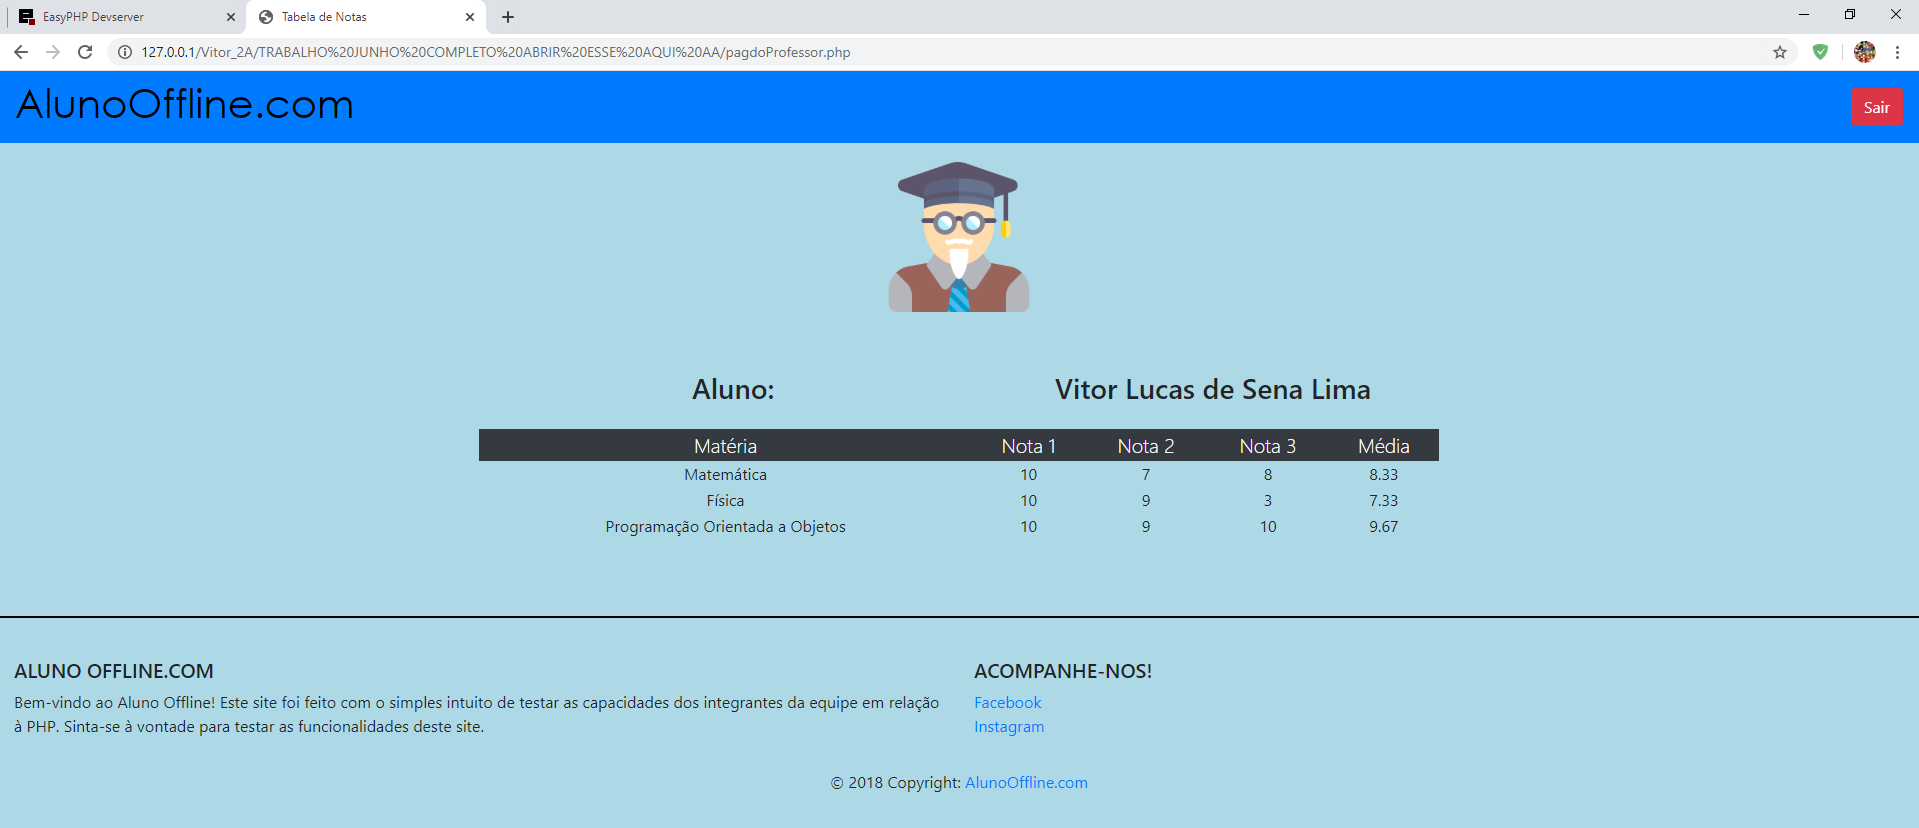 EasyPHP Devserver
Tabela de Notas
127.0.0.1/Vitor_2A/TRABALHO%20JUNHO%20COMPLETO%20ABRIR%20ESSE%20AQUI%20AA/pagdoProfessor.php
AlunoOffline.com
Sair
Aluno: Vitor Lucas de Sena Lima
Matéria Nota 1 Nota 2 Nota 3 Média
Matemática 10 7 8 8.33
Física 10 9 3 7.33
Programação Orientada a Objetos 10 9 10 9.67
ALUNO OFFLINE.COM
Bem-vindo ao Aluno Offline! Este site foi feito com o simples intuito de testar as capacidades dos integrantes da equipe em relação
à PHP. Sinta-se à vontade para testar as funcionalidades deste site.
ACOMPANHE-NOS!
Facebook
Instagram
© 2018 Copyright: AlunoOffline.com